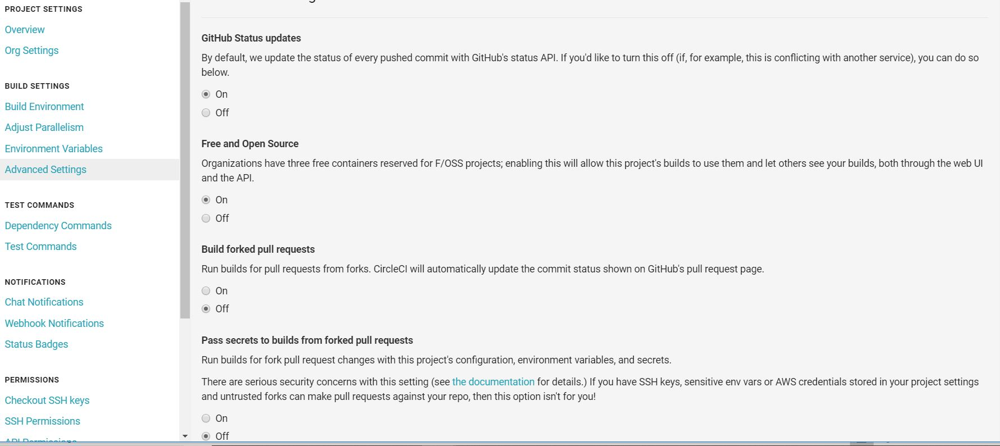 PROJECT SETTINGS
Overview
Org Settings
BUILD SETTINGS
Build Environment
Adjust Parallelism
Environment Variables
Advanced Settings
TEST COMMANDS
Dependency Commands
Test Commands
NOTIFICATIONS
Chat Notifications
Webhook Notifications
Status Badges
PERMISSIONS
Checkout SSH keys
SSH Permissions
API Permissions
GitHub Status updates
By default, we update the status of every pushed commit with GitHub's status API. If you'd like to turn this off (if, for example, this is conflicting with another service), you can do so
below.
On
Off
Free and Open Source
Organizations have three free containers reserved for F/OSS projects; enabling this will allow this project's builds to use them and let others see your builds, both through the web UI
and the API.
On
Off
Build forked pull requests
Run builds for pull requests from forks. CircleCI will automatically update the commit status shown on GitHub's pull request page.
On
Off
Pass secrets to builds from forked pull requests
Run builds for fork pull request changes with this project's configuration, environment variables, and secrets.
There are serious security concerns with this setting (see the documentation for details.) If you have SSH keys, sensitive env vars or AWS credentials stored in your project settings
and untrusted forks can make pull requests against your repo, then this option isn't for you!
On
Off